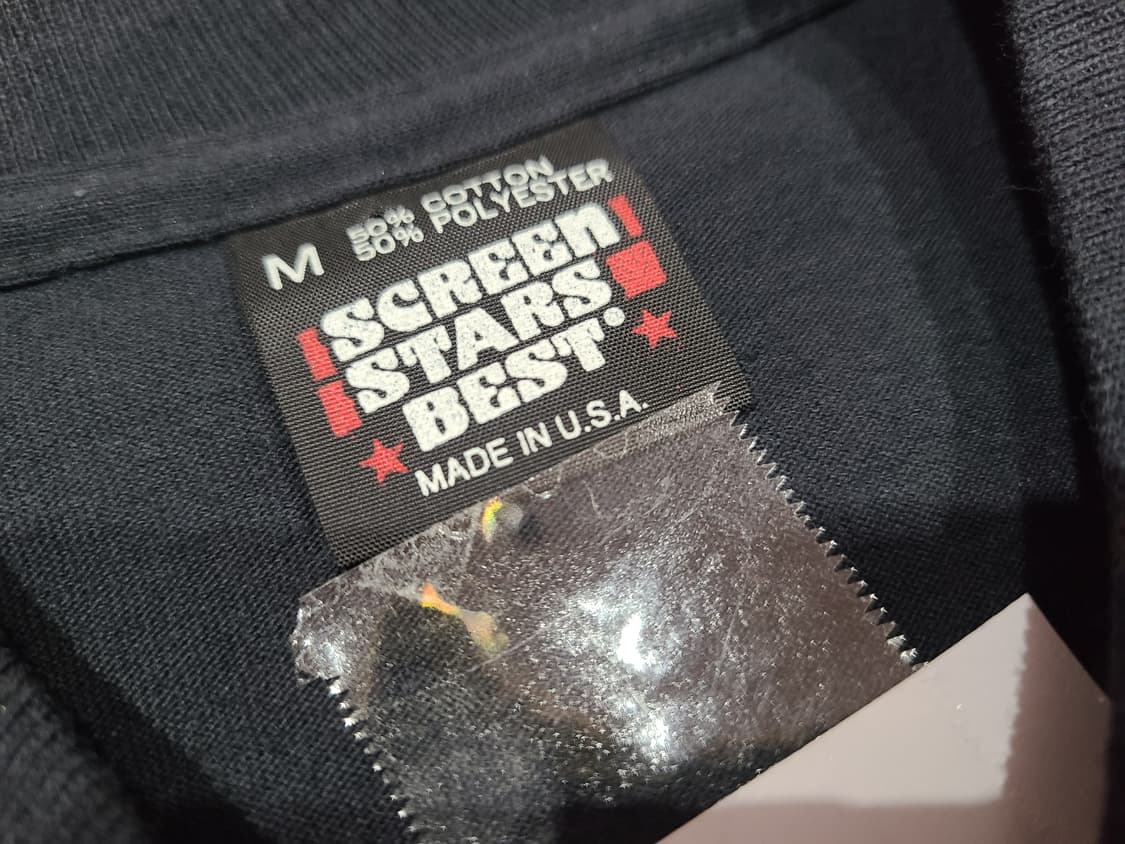 M
50% COTTON
50% POLYESTER
SCREEN
STARS
BEST®
MADE IN U.S.A.